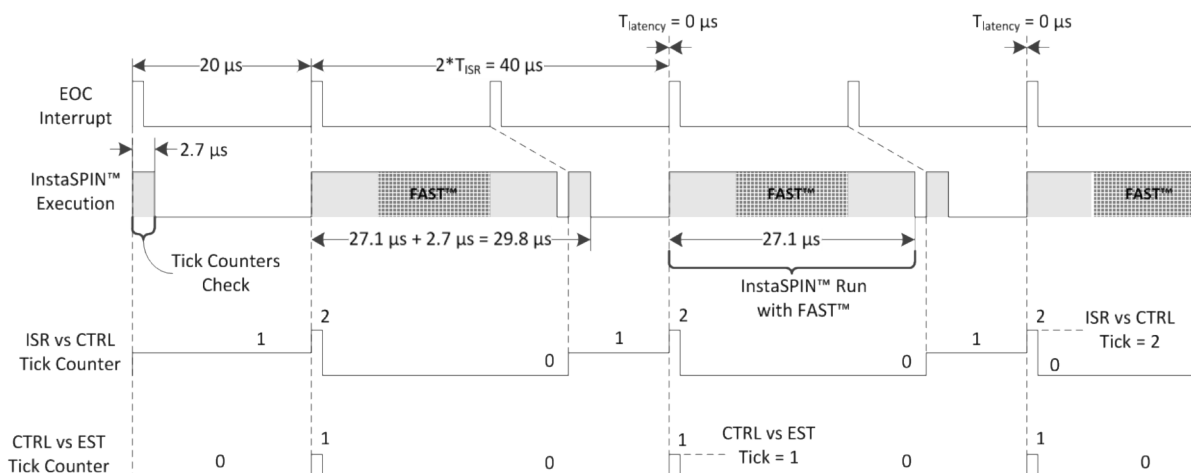 T_latency = 0 µs
T_latency = 0 µs
20 µs
2*T_ISR = 40 µs
EOC
Interrupt
2.7 µs
InstaSPIN™
Execution
FAST™
FAST™
FAST™
27.1 µs + 2.7 µs = 29.8 µs
27.1 µs
Tick Counters
Check
InstaSPIN™ Run
with FAST™
ISR vs CTRL
Tick Counter
1
2
0
1
2
0
1
2
0
ISR vs CTRL
Tick = 2
CTRL vs EST
Tick Counter
0
1
0
1
CTRL vs EST
Tick = 1
0
1
0